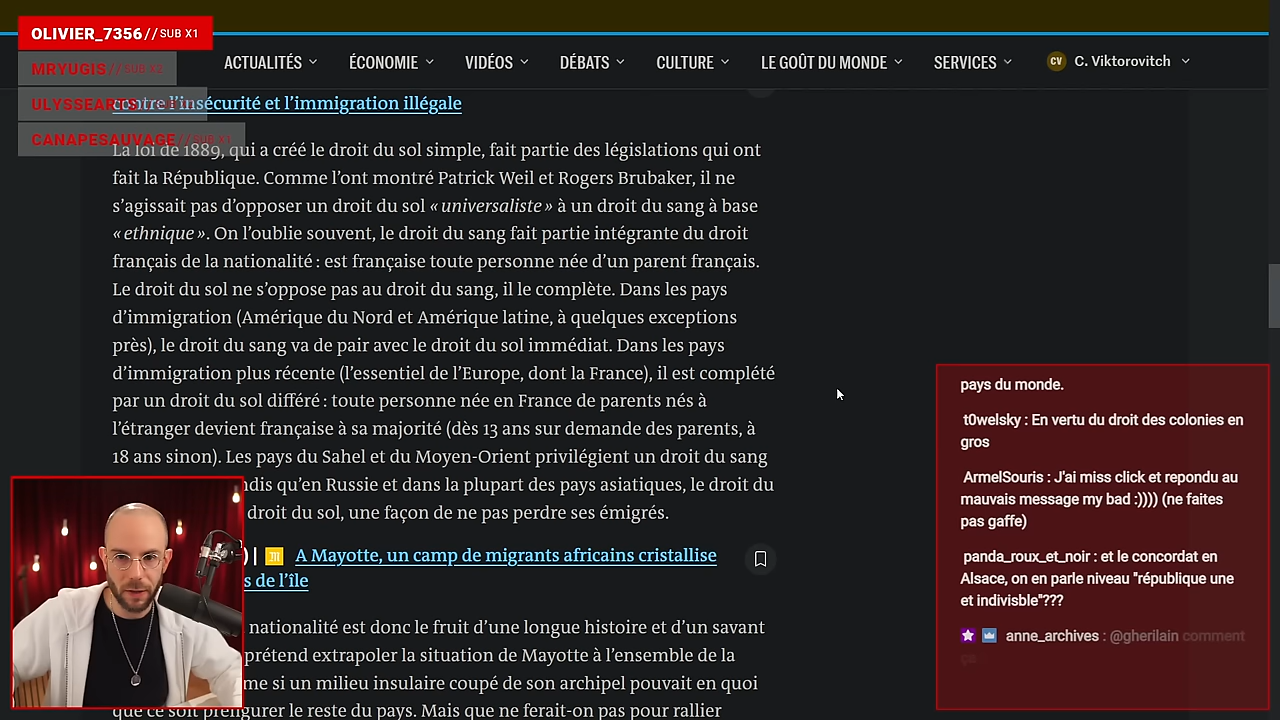 OLIVIER_7356 // SUB X1
MRYUGIS // SUB X2
ULYSSEARTS
CANAPESAUVAGE // SUB X1
ACTUALITÉS
ÉCONOMIE
VIDÉOS
DÉBATS
CULTURE
LE GOÛT DU MONDE
SERVICES
CV C. Viktorovitch
contre l’insécurité et l’immigration illégale
La loi de 1889, qui a créé le droit du sol simple, fait partie des législations qui ont
fait la République. Comme l’ont montré Patrick Weil et Rogers Brubaker, il ne
s’agissait pas d’opposer un droit du sol « universaliste » à un droit du sang à base
« ethnique ». On l’oublie souvent, le droit du sang fait partie intégrante du droit
français de la nationalité : est française toute personne née d’un parent français.
Le droit du sol ne s’oppose pas au droit du sang, il le complète. Dans les pays
d’immigration (Amérique du Nord et Amérique latine, à quelques exceptions
près), le droit du sang va de pair avec le droit du sol immédiat. Dans les pays
d’immigration plus récente (l’essentiel de l’Europe, dont la France), il est complété
par un droit du sol différé : toute personne née en France de parents nés à
l’étranger devient française à sa majorité (dès 13 ans sur demande des parents, à
18 ans sinon). Les pays du Sahel et du Moyen-Orient privilégient un droit du sang
ndis qu’en Russie et dans la plupart des pays asiatiques, le droit du
droit du sol, une façon de ne pas perdre ses émigrés.
) | A Mayotte, un camp de migrants africains cristallise
s de l’île
nationalité est donc le fruit d’une longue histoire et d’un savant
prétend extrapoler la situation de Mayotte à l’ensemble de la
me si un milieu insulaire coupé de son archipel pouvait en quoi
que ce soit préfigurer le reste du pays. Mais que ne ferait-on pas pour rallier
pays du monde.
t0welsky : En vertu du droit des colonies en
gros
ArmelSouris : J'ai miss click et repondu au
mauvais message my bad :)))) (ne faites
pas gaffe)
panda_roux_et_noir : et le concordat en
Alsace, on en parle niveau "république une
et indivisble"???
anne_archives : @gherilain comment
ça